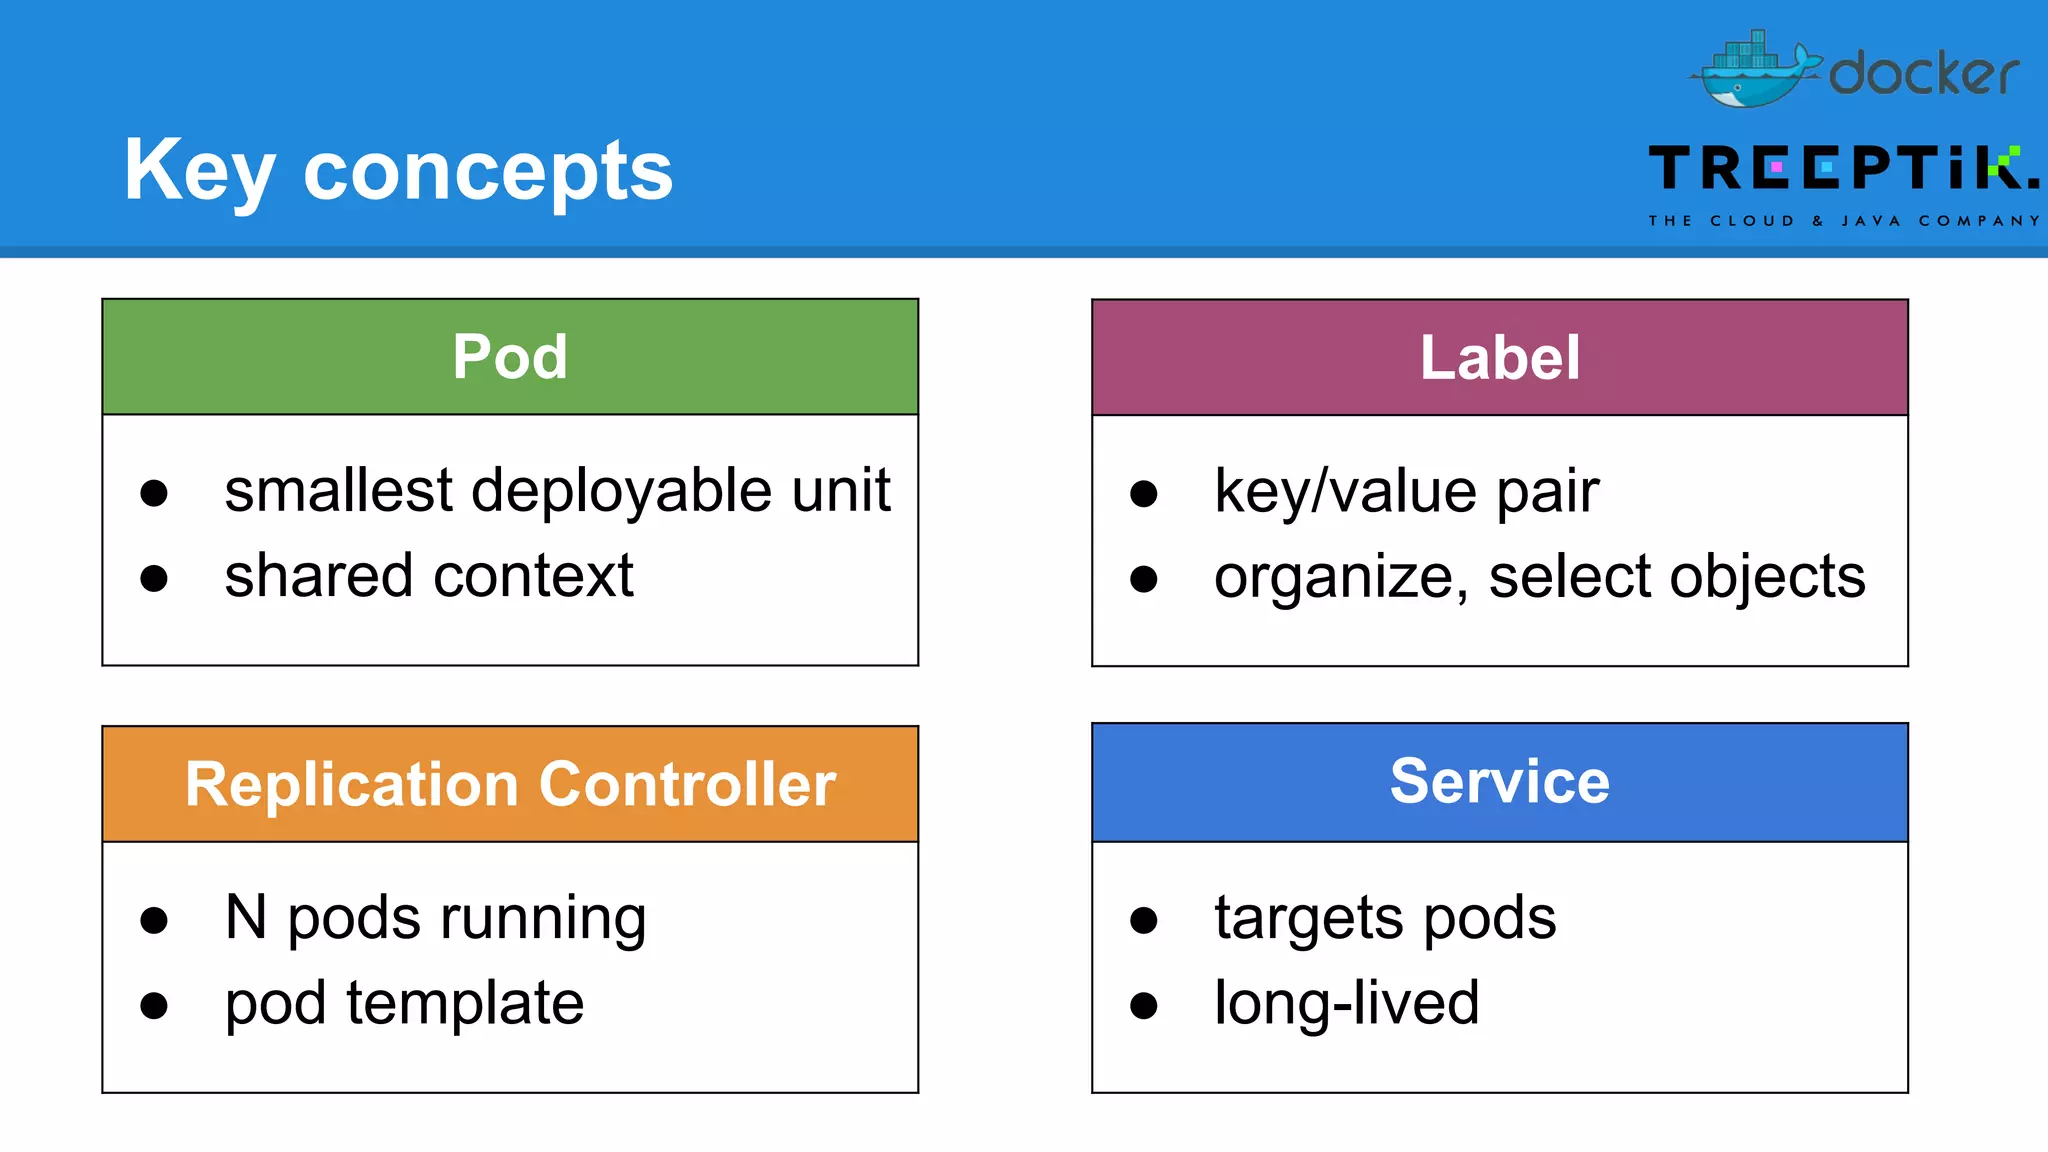 docker
TREEPTiK.
THE CLOUD & JAVA COMPANY
Key concepts
Pod
● smallest deployable unit
● shared context
Label
● key/value pair
● organize, select objects
Replication Controller
● N pods running
● pod template
Service
● targets pods
● long-lived